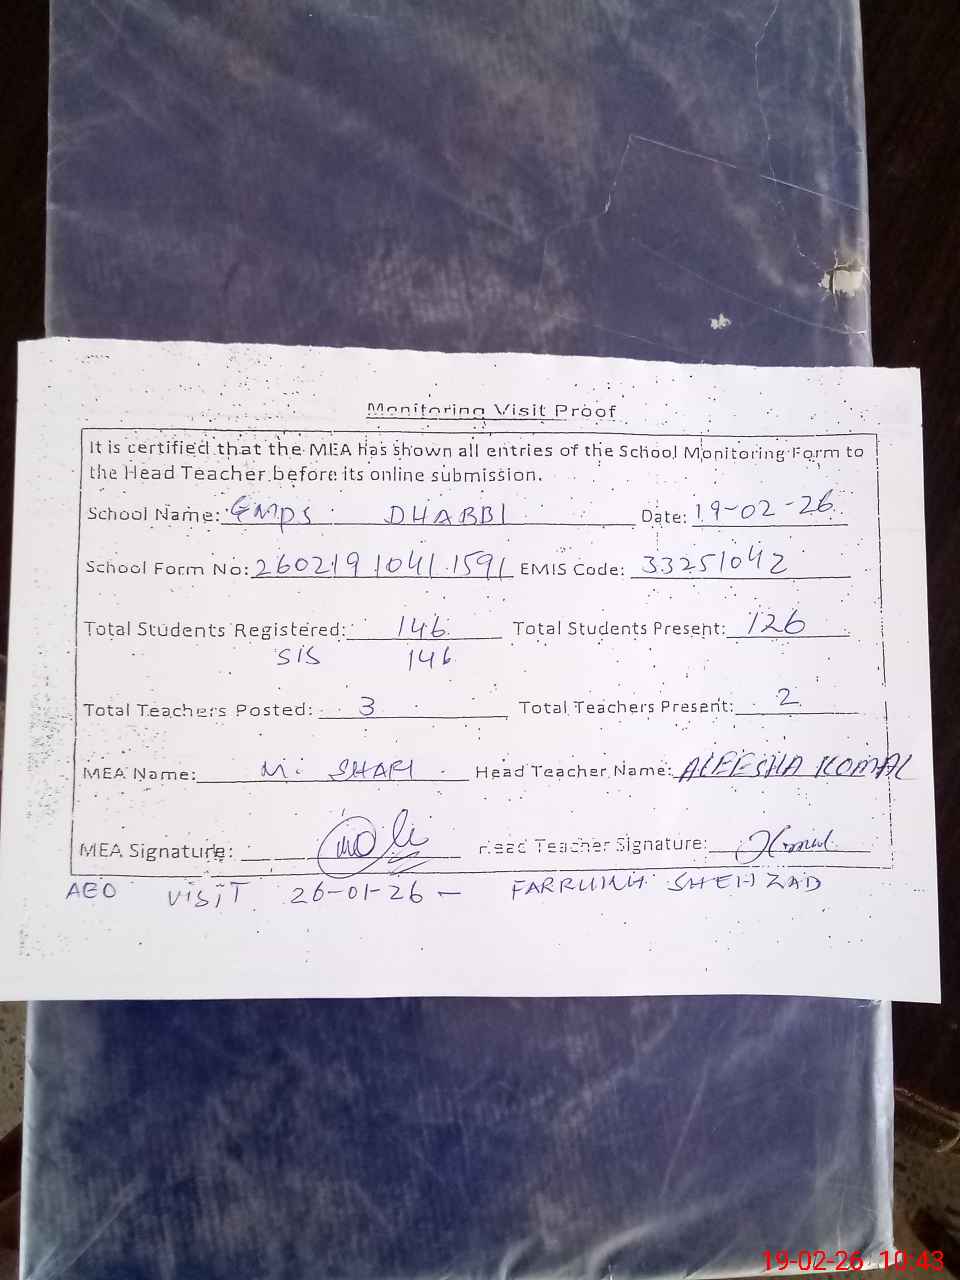 Monitoring Visit Proof
It is certified that the MEA has shown all entries of the School Monitoring Form to
the Head Teacher before its online submission.
School Name: GMPS DHABBI Date: 19-02-26
School Form No: 2602191041591 EMIS Code: 33251042
Total Students Registered: 146 Total Students Present: 126
SIS 146
Total Teachers Posted: 3 Total Teachers Present: 2
MEA Name: M. SHAFI Head Teacher Name: ALEESHA KOMAL
MEA Signature: Head Teacher Signature: Komal
AEO VISIT 26-01-26 - FARRUKH SHEHZAD
19-02-26 10:43